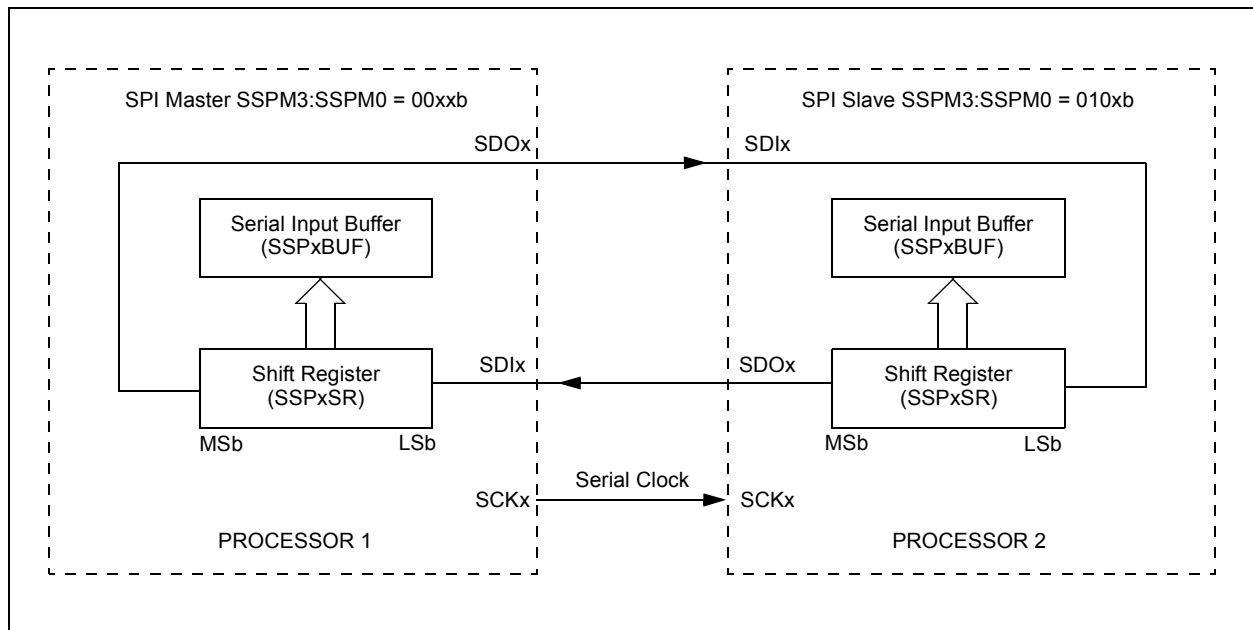 SPI Master SSPM3:SSPM0 = 00xxb
SDOx
Serial Input Buffer
(SSPxBUF)
Shift Register
(SSPxSR)
MSb
LSb
SDIx
SCKx
PROCESSOR 1
Serial Clock
SPI Slave SSPM3:SSPM0 = 010xb
SDIx
Serial Input Buffer
(SSPxBUF)
SDOx
Shift Register
(SSPxSR)
MSb
LSb
SCKx
PROCESSOR 2